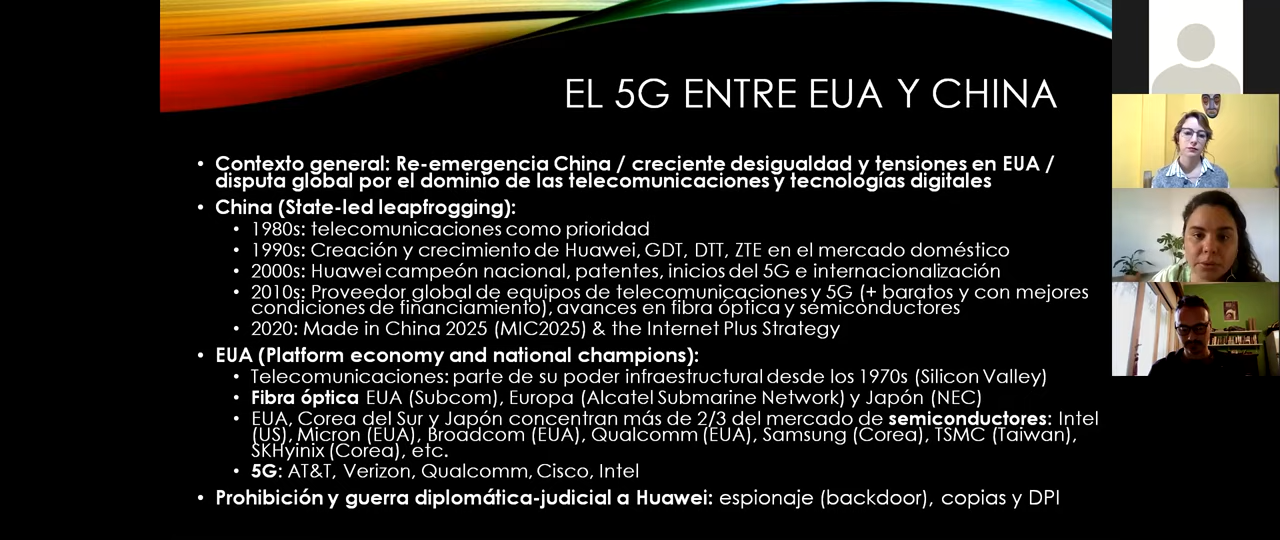 EL 5G ENTRE EUA Y CHINA
• Contexto general: Re-emergencia China / creciente desigualdad y tensiones en EUA /
disputa global por el dominio de las telecomunicaciones y tecnologías digitales
• China (State-led leapfrogging):
• 1980s: telecomunicaciones como prioridad
• 1990s: Creación y crecimiento de Huawei, GDT, DTT, ZTE en el mercado doméstico
• 2000s: Huawei campeón nacional, patentes, inicios del 5G e internacionalización
• 2010s: Proveedor global de equipos de telecomunicaciones y 5G (+ baratos y con mejores
condiciones de financiamiento), avances en fibra óptica y semiconductores
• 2020: Made in China 2025 (MIC2025) & the Internet Plus Strategy
• EUA (Platform economy and national champions):
• Telecomunicaciones: parte de su poder infraestructural desde los 1970s (Silicon Valley)
• Fibra óptica EUA (Subcom), Europa (Alcatel Submarine Network) y Japón (NEC)
• EUA, Corea del Sur y Japón concentran más de 2/3 del mercado de semiconductores: Intel
(US), Micron (EUA), Broadcom (EUA), Qualcomm (EUA), Samsung (Corea), TSMC (Taiwan),
SKHyinix (Corea), etc.
• 5G: AT&T, Verizon, Qualcomm, Cisco, Intel
• Prohibición y guerra diplomática-judicial a Huawei: espionaje (backdoor), copias y DPI